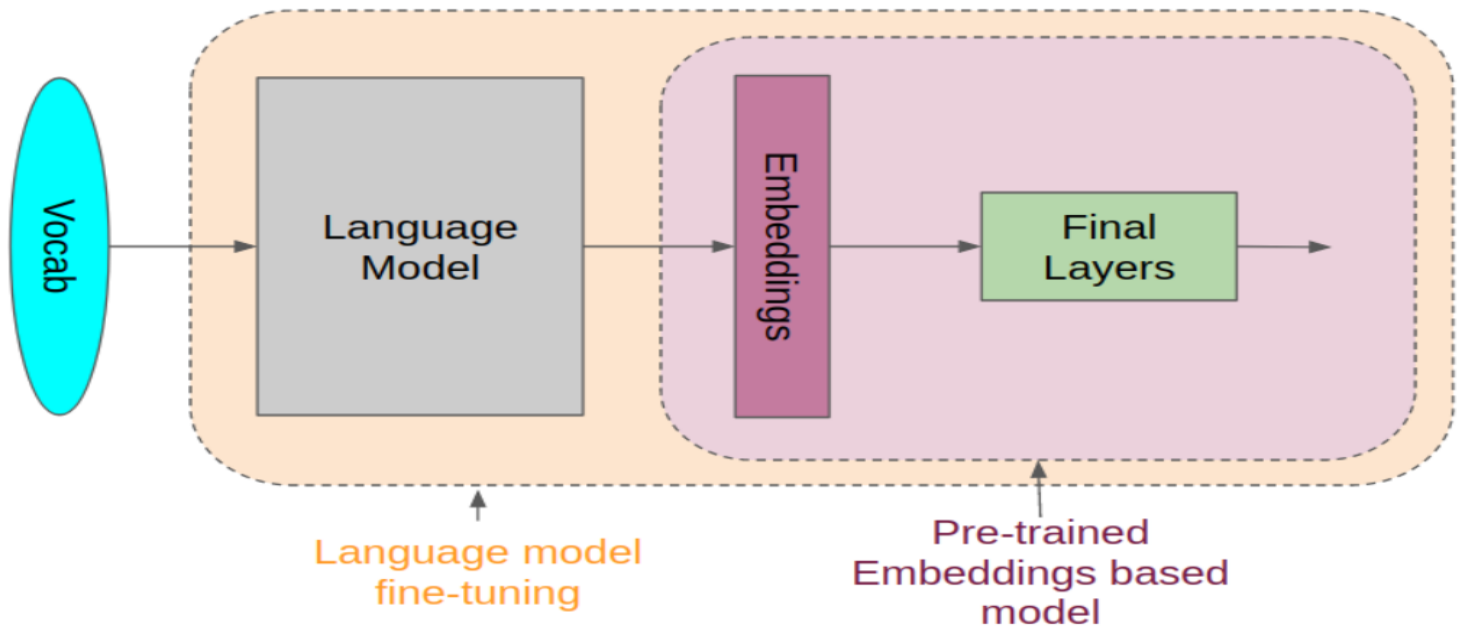 Vocab
Language
Model
Embeddings
Final
Layers
Language model
fine-tuning
Pre-trained
Embeddings based
model